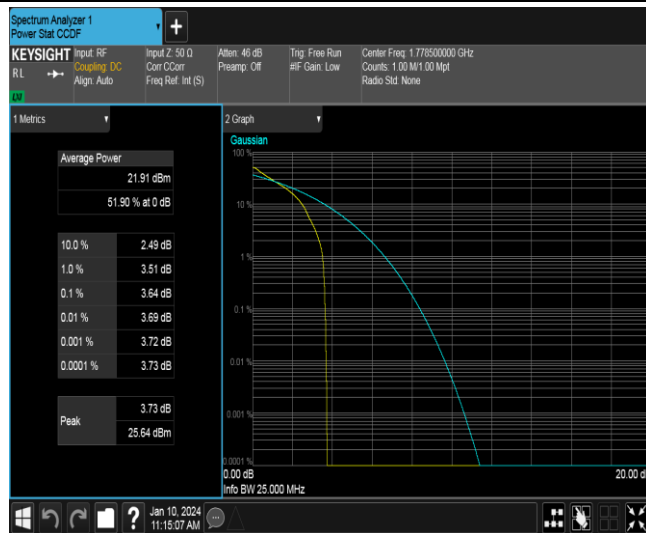 Spectrum Analyzer 1
Power Stat CCDF
+
KEYSIGHT
RL
Input: RF
Coupling: DC
Align: Auto
Input Z: 50 Ω
Corr CCorr
Freq Ref: Int (S)
Atten: 46 dB
Preamp: Off
Trig: Free Run
#IF Gain: Low
Center Freq: 1.778500000 GHz
Counts: 1.00 M/1.00 Mpt
Radio Std: None
1 Metrics
Average Power
21.91 dBm
51.90 % at 0 dB
10.0 % 2.49 dB
1.0 % 3.51 dB
0.1 % 3.64 dB
0.01 % 3.69 dB
0.001 % 3.72 dB
0.0001 % 3.73 dB
Peak
3.73 dB
25.64 dBm
2 Graph
Gaussian
100 %
10 %
1 %
0.1 %
0.01 %
0.001 %
0.0001 %
0.00 dB
20.00 d
Info BW 25.000 MHz
?
Jan 10, 2024
11:15:07 AM